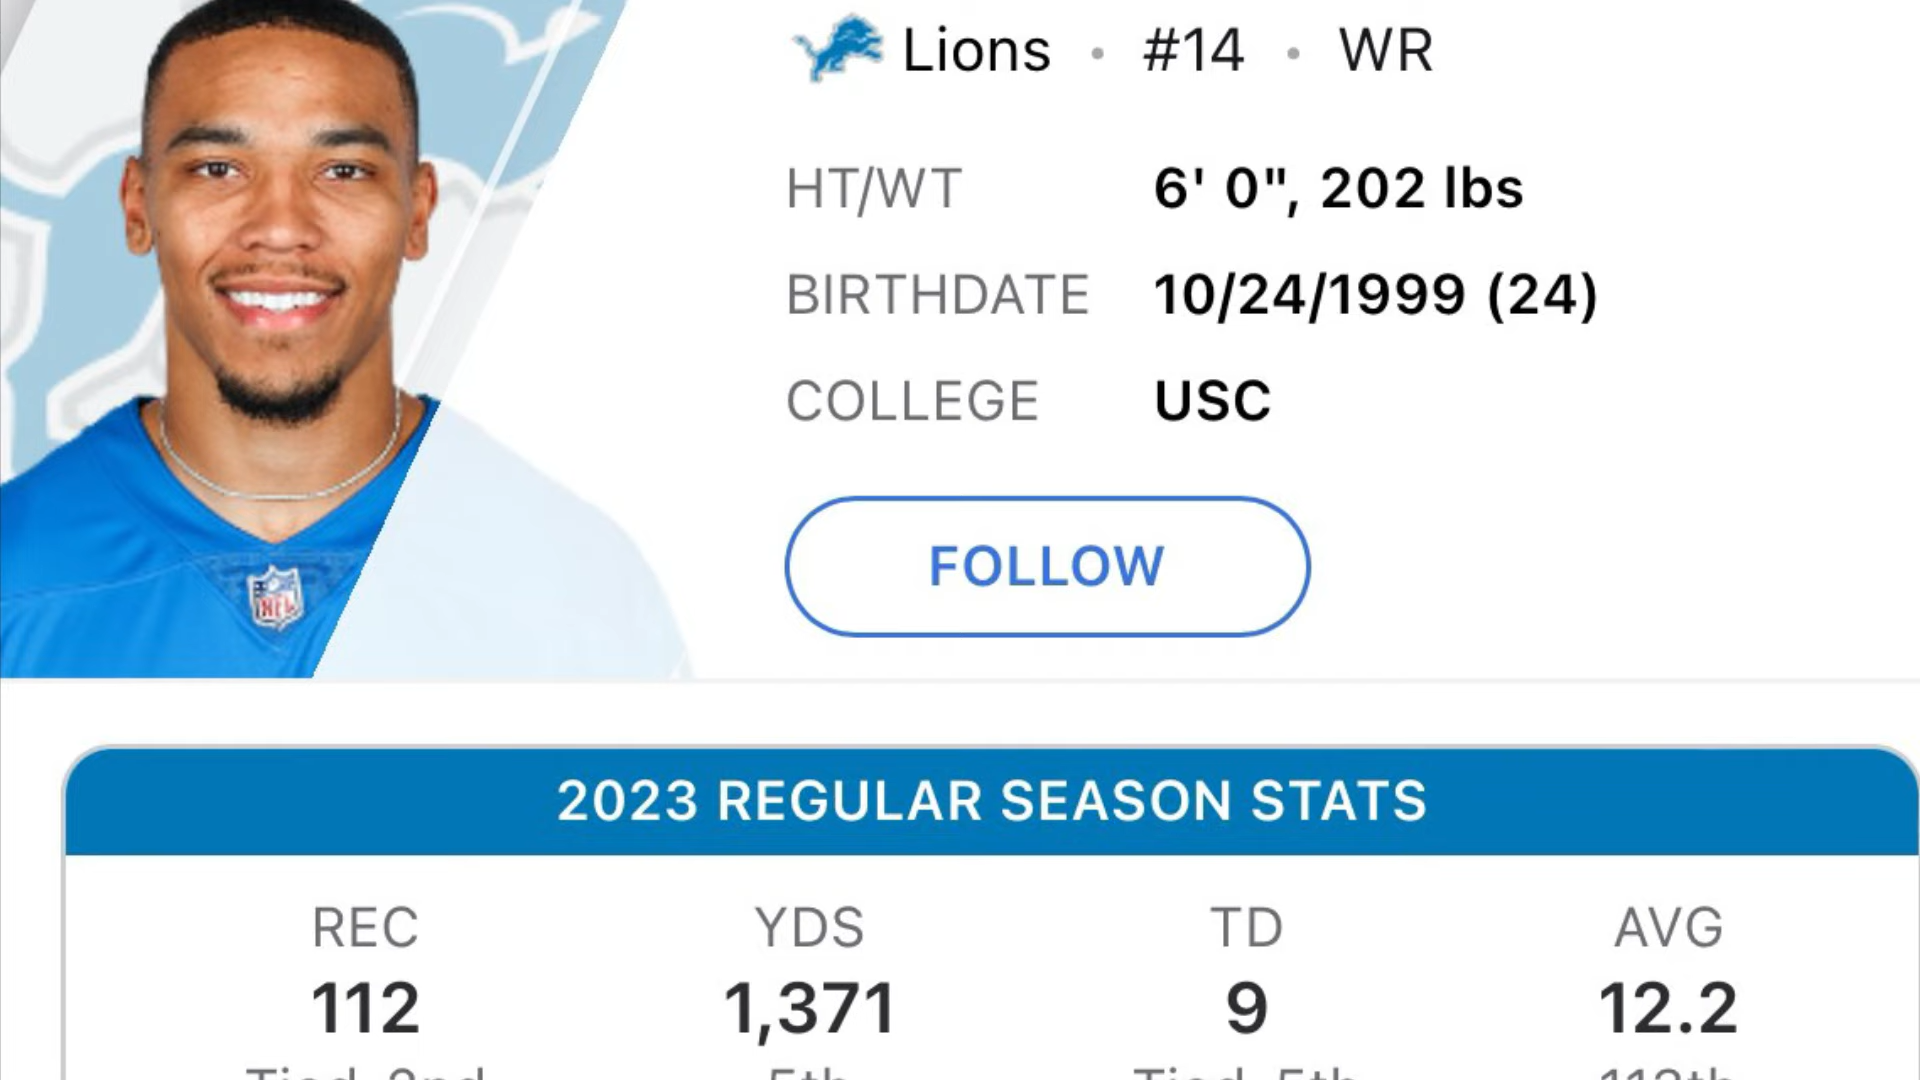 Lions • #14 • WR
HT/WT 6' 0", 202 lbs
BIRTHDATE 10/24/1999 (24)
COLLEGE USC
FOLLOW
NFL
2023 REGULAR SEASON STATS
REC YDS TD AVG
112 1,371 9 12.2